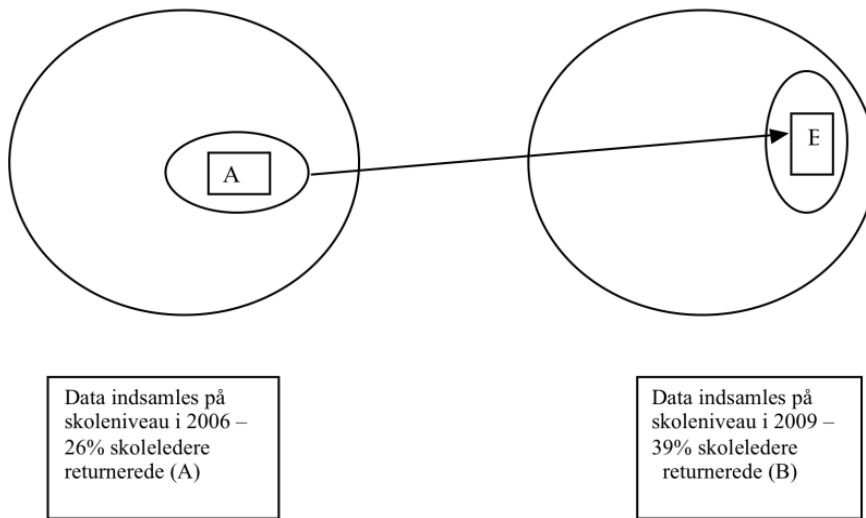 A
E
Data indsamles på
skoleniveau i 2006 –
26% skoleledere
returnerede (A)
Data indsamles på
skoleniveau i 2009 –
39% skoleledere
returnerede (B)